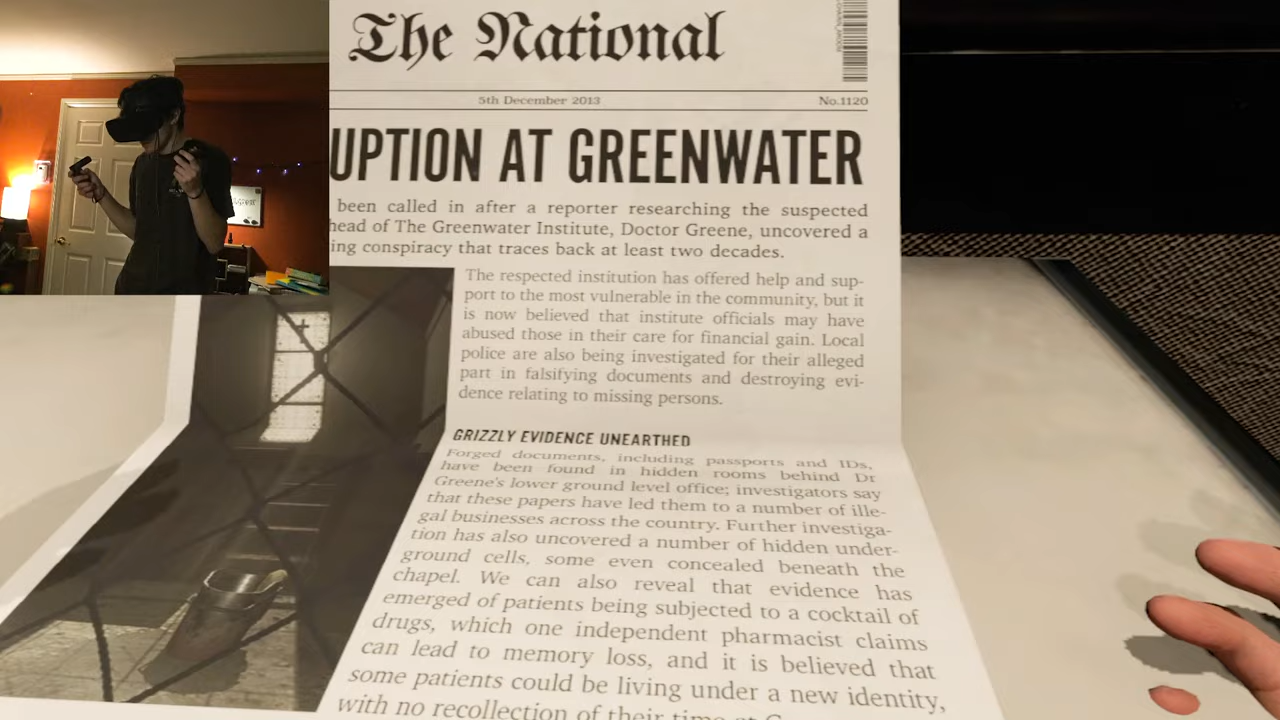 The National
5th December 2013
No.1120
UPTION AT GREENWATER
been called in after a reporter researching the suspected
head of The Greenwater Institute, Doctor Greene, uncovered a
ing conspiracy that traces back at least two decades.
The respected institution has offered help and sup-
port to the most vulnerable in the community, but it
is now believed that institute officials may have
abused those in their care for financial gain. Local
police are also being investigated for their alleged
part in falsifying documents and destroying evi-
dence relating to missing persons.
GRIZZLY EVIDENCE UNEARTHED
Forged documents, including passports and IDs,
have been found in hidden rooms behind Dr
Greene's lower ground level office; investigators say
that these papers have led them to a number of ille-
gal businesses across the country. Further investiga-
tion has also uncovered a number of hidden under-
ground cells, some even concealed beneath the
chapel. We can also reveal that evidence has
emerged of patients being subjected to a cocktail of
drugs, which one independent pharmacist claims
can lead to memory loss, and it is believed that
some patients could be living under a new identity,
with no recollection of their time at G